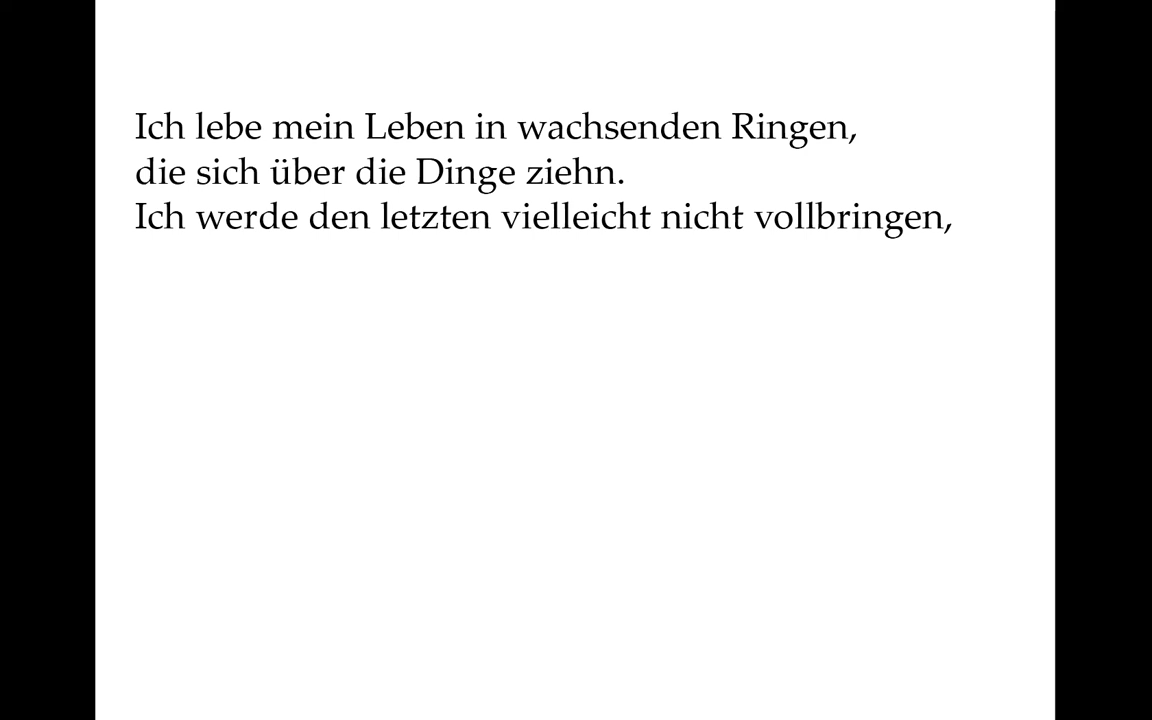 Ich lebe mein Leben in wachsenden Ringen,
die sich über die Dinge ziehn.
Ich werde den letzten vielleicht nicht vollbringen,